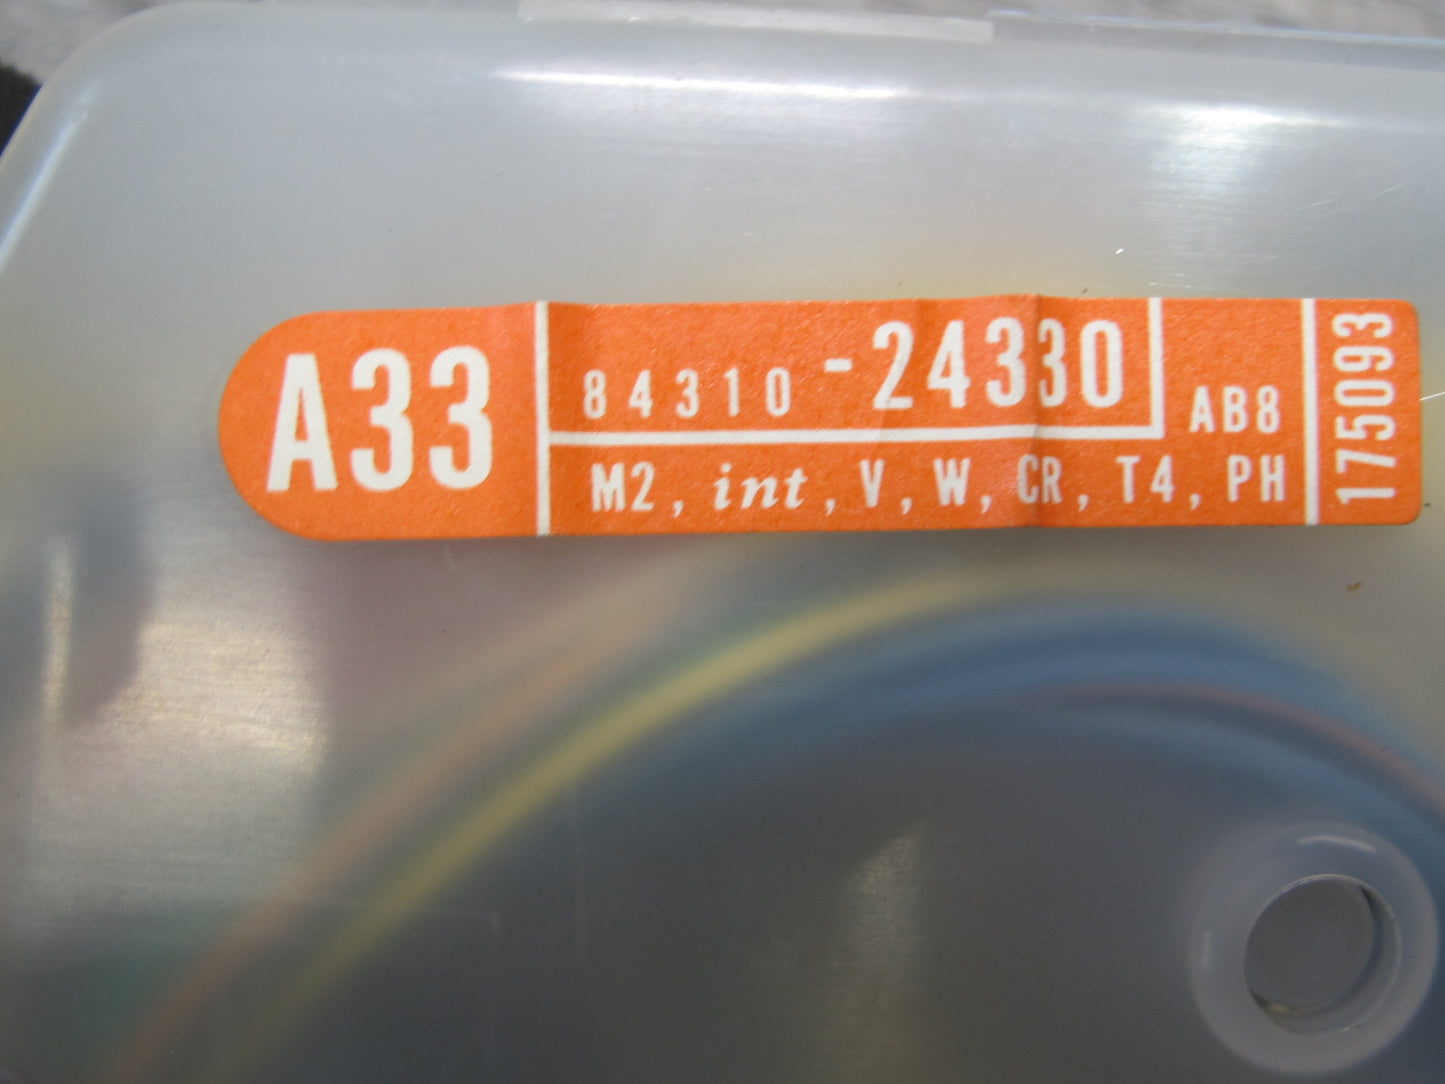 A33
84310 -24330
AB8
M2, int, V, W, CR, T4, PH
175093